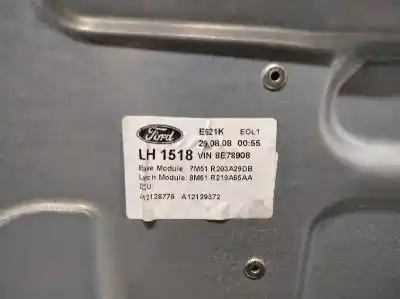 Ford E521K EOL1
29.08.08 00:55
LH 1518 VIN 8E78908
Base Module: 7M51 R203A29DB
Latch Module: 8M51 R219A65AA
A12128779 A12129372